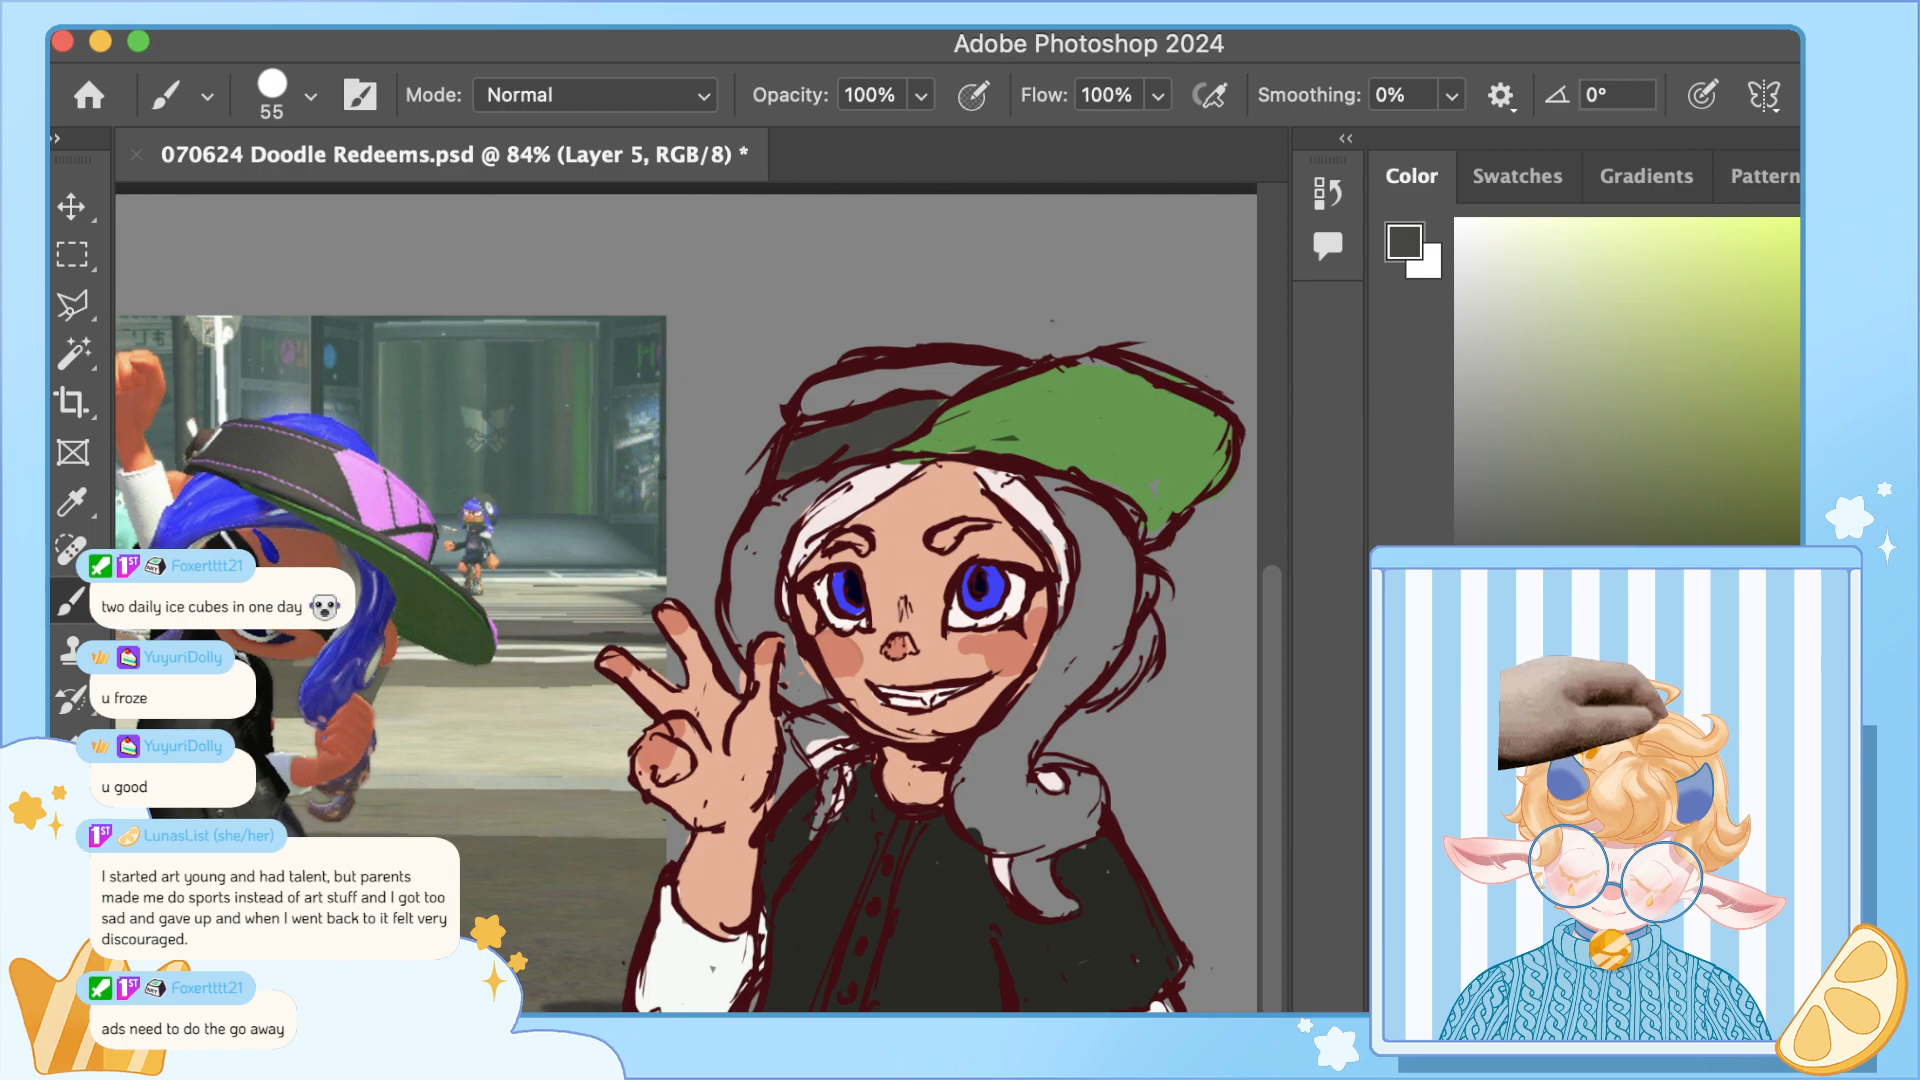 Adobe Photoshop 2024
55
Mode: Normal
Opacity: 100%
Flow: 100%
Smoothing: 0%
0°
070624 Doodle Redeems.psd @ 84% (Layer 5, RGB/8) *
Color
Swatches
Gradients
Pattern
1ST Foxertttt21
two daily ice cubes in one day
YuyuriDolly
u froze
YuyuriDolly
u good
1ST LunasList (she/her)
I started art young and had talent, but parents
made me do sports instead of art stuff and I got too
sad and gave up and when I went back to it felt very
discouraged.
1ST Foxertttt21
ads need to do the go away